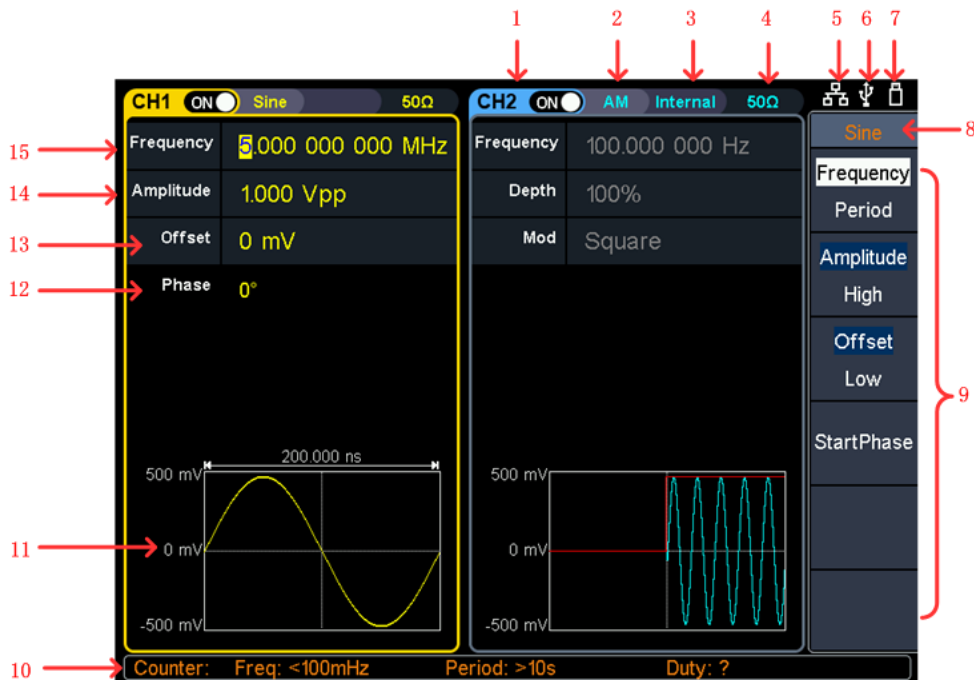 1 2 3 4 5 6 7
CH1 ON Sine 50Ω
CH2 ON AM Internal 50Ω
Sine 8
15 Frequency 5.000 000 000 MHz
Frequency 100.000 000 Hz
Frequency
Period
14 Amplitude 1.000 Vpp
Depth 100%
13 Offset 0 mV
Mod Square
Amplitude
High
12 Phase 0°
Offset
Low
9
StartPhase
200.000 ns
500 mV
500 mV
11 0 mV
0 mV
-500 mV
-500 mV
10 Counter: Freq: <100mHz Period: >10s Duty: ?